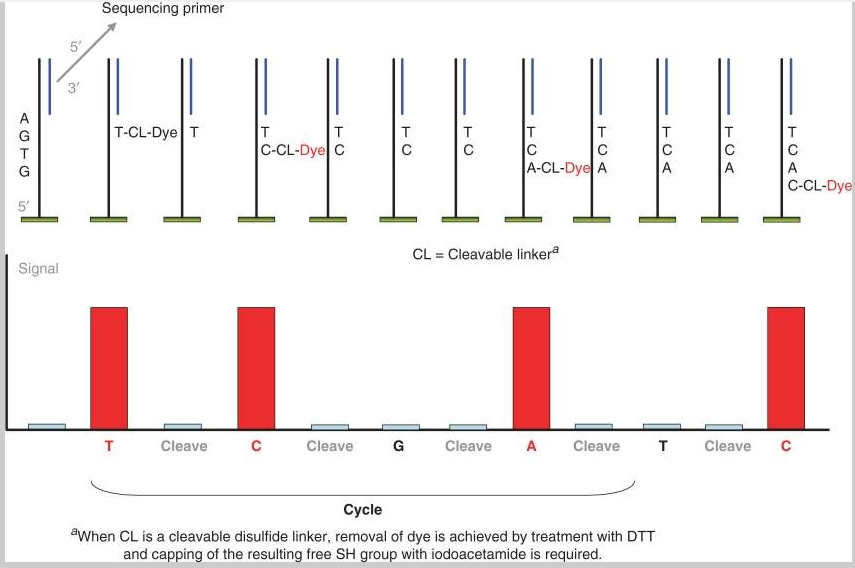 Sequencing primer
5′
3′
A
G
T
G
5′
T-CL-Dye
T
T
C-CL-Dye
T
C
T
C
T
C
T
C
A-CL-Dye
T
C
A
T
C
A
T
C
A
T
C
A
C-CL-Dye
CL = Cleavable linkerᵃ
Signal
T Cleave C Cleave G Cleave A Cleave T Cleave C
Cycle
ᵃWhen CL is a cleavable disulfide linker, removal of dye is achieved by treatment with DTT
and capping of the resulting free SH group with iodoacetamide is required.